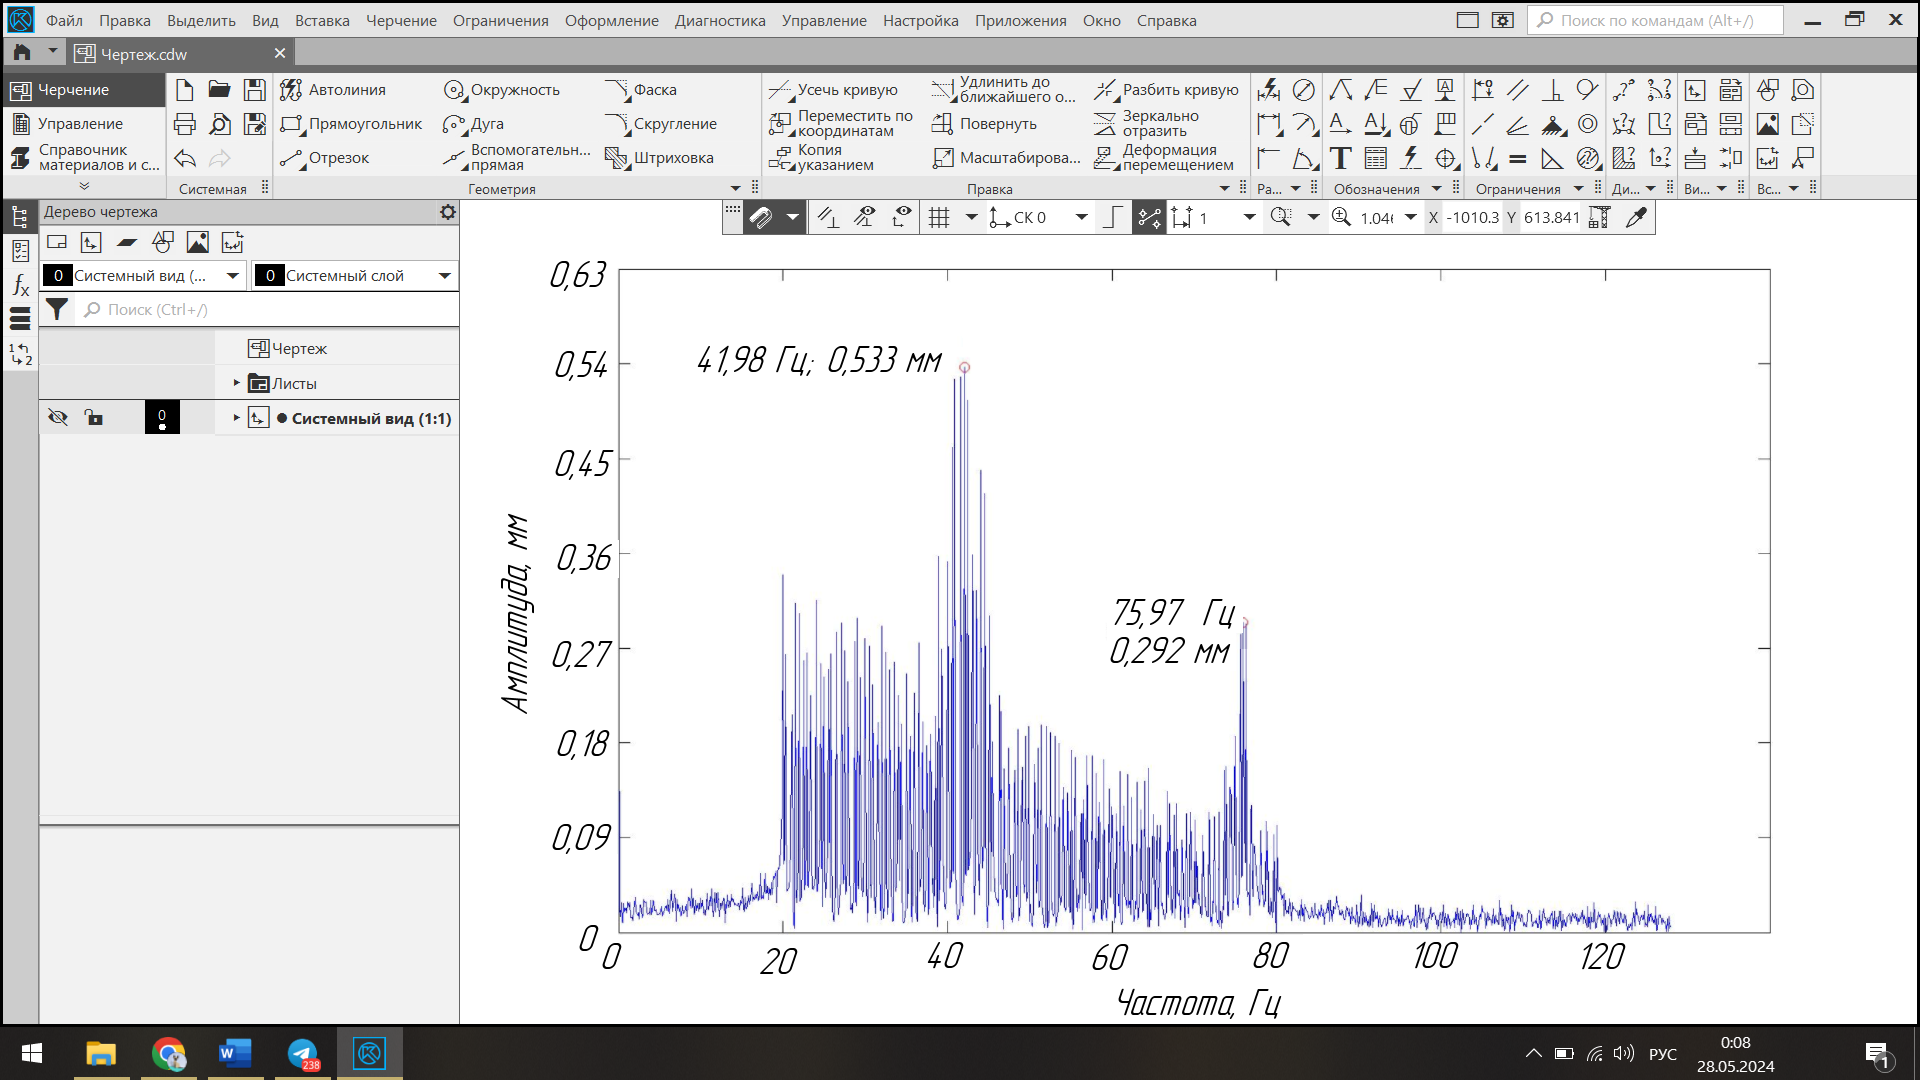 Файл Правка Выделить Вид Вставка Черчение Ограничения Оформление Диагностика Управление Настройка Приложения Окно Справка Поиск по командам (Alt+/)
Чертеж.cdw
Черчение
Управление
Справочник
материалов и с...
Системная
Автолиния Окружность Фаска
Прямоугольник Дуга Скругление
Отрезок Вспомогательн...
прямая Штриховка
Геометрия
Усечь кривую Удлинить до
ближайшего о... Разбить кривую
Переместить по
координатам Повернуть Зеркально
отразить
Копия
указанием Масштабирова... Деформация
перемещением
Правка
Ра... Обозначения Ограничения Ди... Ви... Вс...
Дерево чертежа
СК 0 1 1.04 X -1010.3 Y 613.841
0 Системный вид (... 0 Системный слой
Поиск (Ctrl+/)
Чертеж
Листы
0 Системный вид (1:1)
0,63
0,54
0,45
0,36
0,27
0,18
0,09
0
Амплитуда, мм
41,98 Гц; 0,533 мм
75,97 Гц
0,292 мм
0 20 40 60 80 100 120
Частота, Гц
238
РУС
0:08
28.05.2024
1